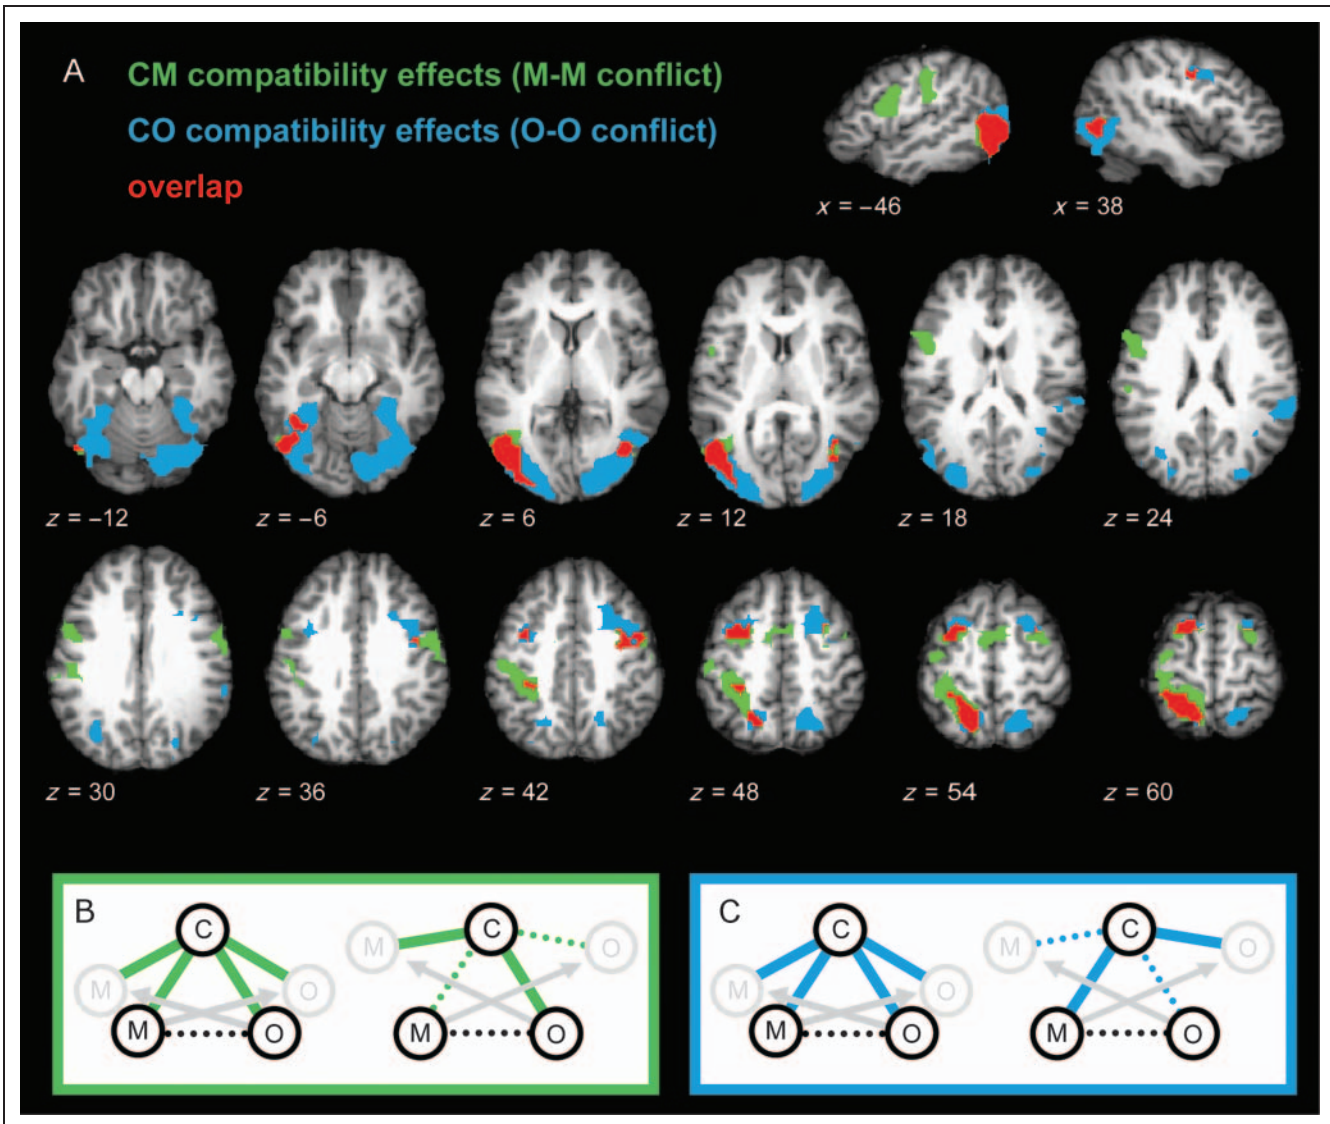 A
CM compatibility effects (M-M conflict)
CO compatibility effects (O-O conflict)
overlap
x = −46
x = 38
z = −12
z = −6
z = 6
z = 12
z = 18
z = 24
z = 30
z = 36
z = 42
z = 48
z = 54
z = 60
B
C
M
O
M
O
C
M
O
M
O
C
C
M
O
M
O
C
M
O
M
O